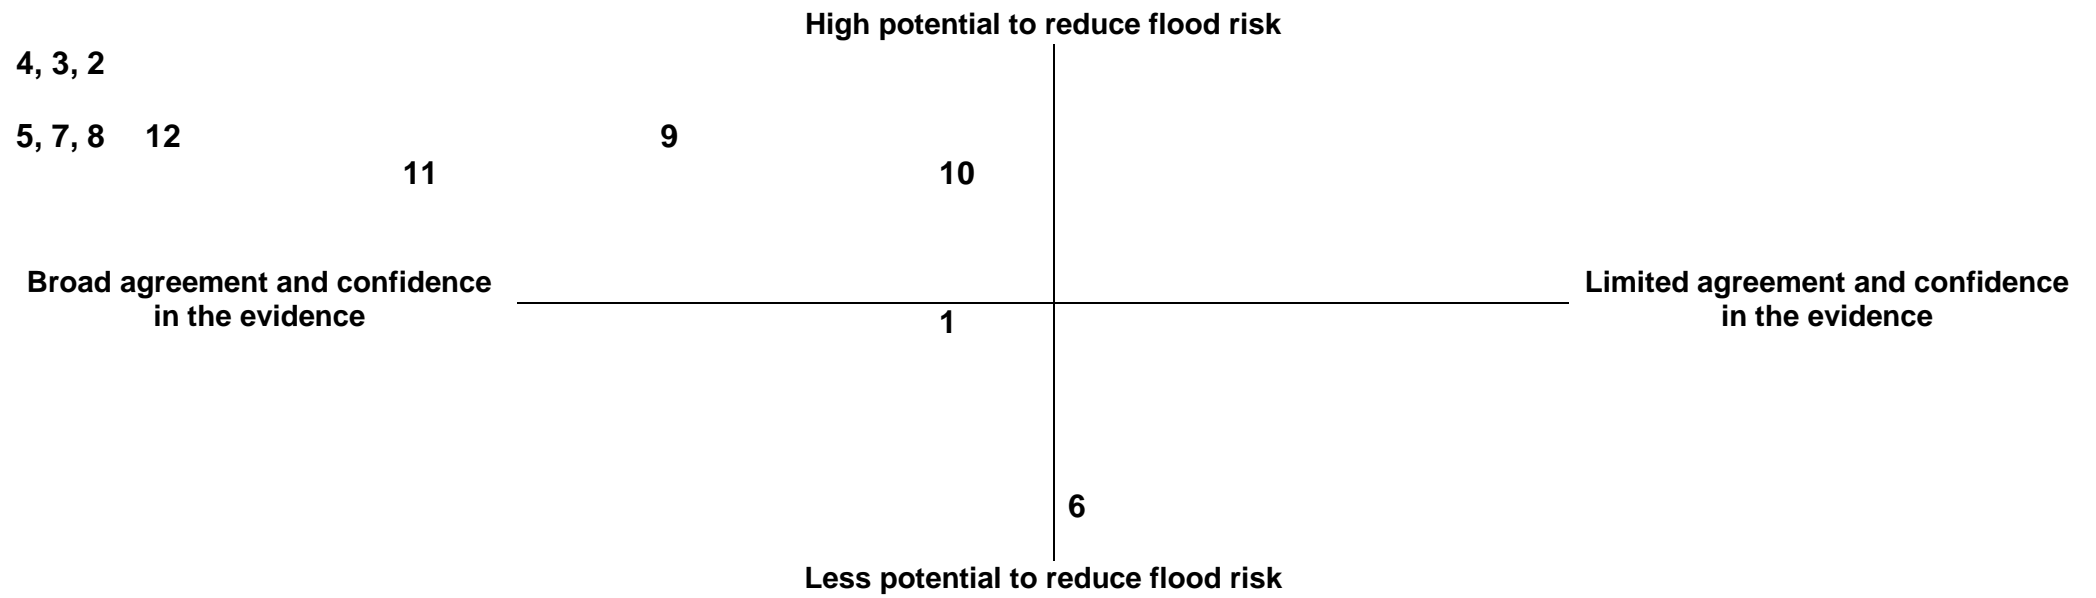 High potential to reduce flood risk
4, 3, 2
5, 7, 8 12 9
11 10
Broad agreement and confidence
in the evidence
Limited agreement and confidence
in the evidence
1
6
Less potential to reduce flood risk